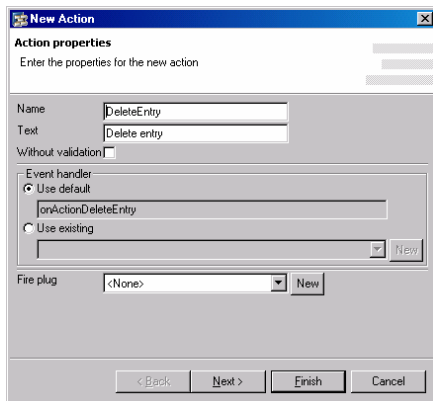 New Action
Action properties
Enter the properties for the new action
Name
DeleteEntry
Text
Delete entry
Without validation
Event handler
Use default
onActionDeleteEntry
Use existing
New
Fire plug
<None>
New
< Back
Next >
Finish
Cancel